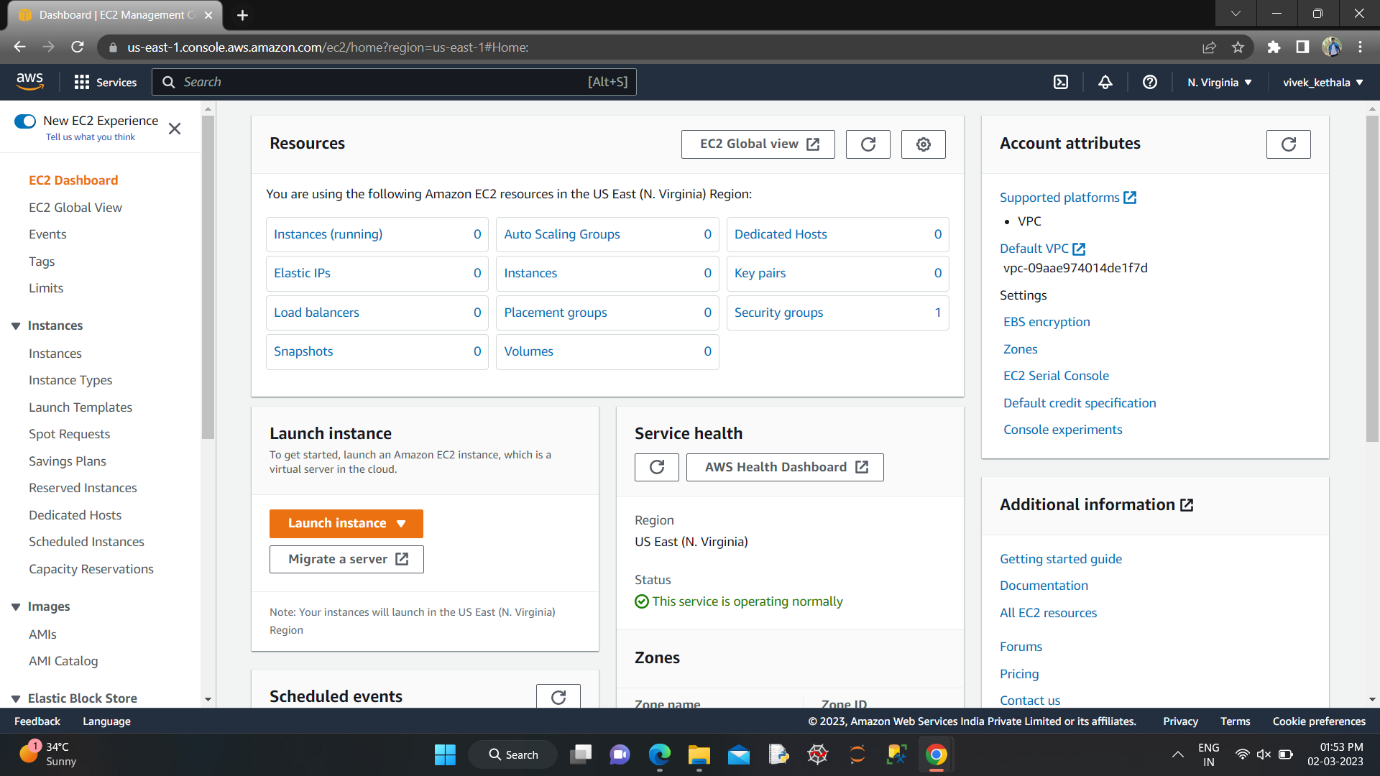 Dashboard | EC2 Management C
us-east-1.console.aws.amazon.com/ec2/home?region=us-east-1#Home:
aws
Services
Search
[Alt+S]
N. Virginia
vivek_kethala
New EC2 Experience
Tell us what you think
EC2 Dashboard
EC2 Global View
Events
Tags
Limits
Instances
Instances
Instance Types
Launch Templates
Spot Requests
Savings Plans
Reserved Instances
Dedicated Hosts
Scheduled Instances
Capacity Reservations
Images
AMIs
AMI Catalog
Elastic Block Store
Resources
EC2 Global view
You are using the following Amazon EC2 resources in the US East (N. Virginia) Region:
Instances (running) 0
Auto Scaling Groups 0
Dedicated Hosts 0
Elastic IPs 0
Instances 0
Key pairs 0
Load balancers 0
Placement groups 0
Security groups 1
Snapshots 0
Volumes 0
Launch instance
To get started, launch an Amazon EC2 instance, which is a
virtual server in the cloud.
Launch instance
Migrate a server
Note: Your instances will launch in the US East (N. Virginia)
Region
Scheduled events
Service health
AWS Health Dashboard
Region
US East (N. Virginia)
Status
This service is operating normally
Zones
Zone name
Zone ID
Account attributes
Supported platforms
• VPC
Default VPC
vpc-09aae974014de1f7d
Settings
EBS encryption
Zones
EC2 Serial Console
Default credit specification
Console experiments
Additional information
Getting started guide
Documentation
All EC2 resources
Forums
Pricing
Contact us
Feedback
Language
© 2023, Amazon Web Services India Private Limited or its affiliates.
Privacy
Terms
Cookie preferences
1
34°C
Sunny
Search
ENG
IN
01:53 PM
02-03-2023